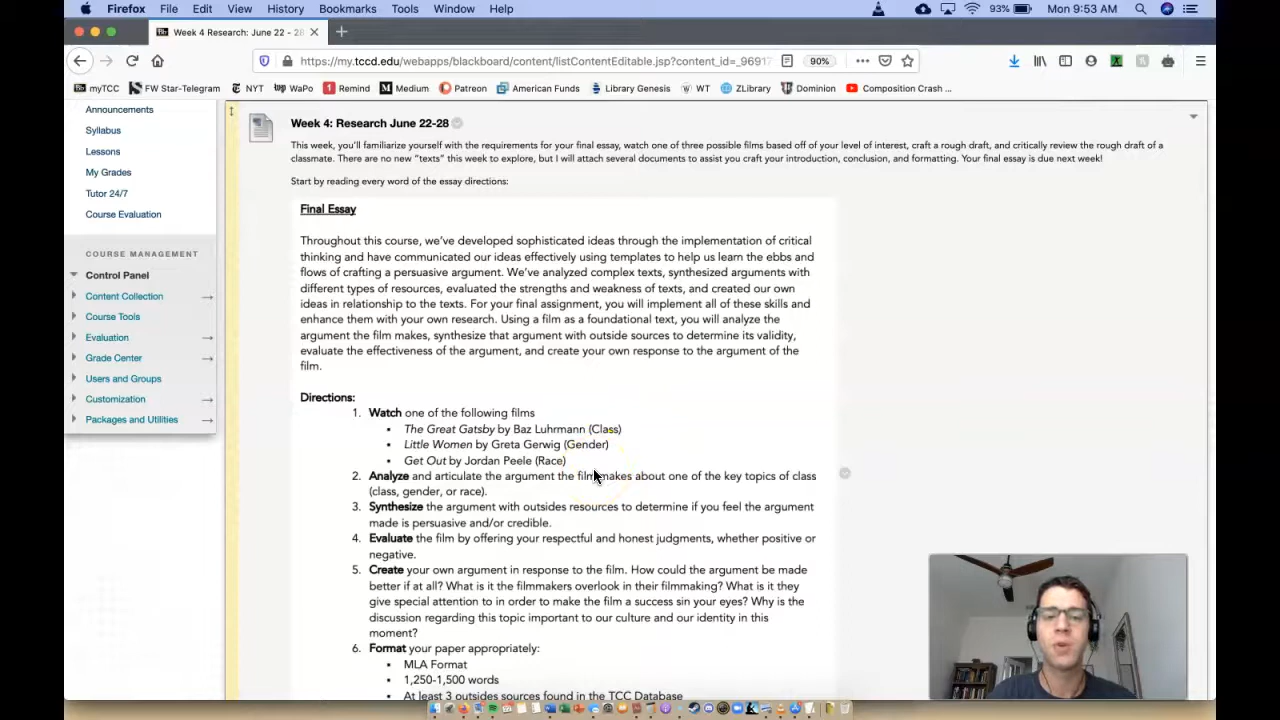 Firefox File Edit View History Bookmarks Tools Window Help 93% Mon 9:53 AM
Week 4 Research: June 22 - 28
https://my.tccd.edu/webapps/blackboard/content/listContentEditable.jsp?content_id=_96917 90%
myTCC FW Star-Telegram NYT WaPo Remind Medium Patreon American Funds Library Genesis WT ZLibrary Dominion Composition Crash ...
Announcements
Syllabus
Lessons
My Grades
Tutor 24/7
Course Evaluation
COURSE MANAGEMENT
Control Panel
Content Collection
Course Tools
Evaluation
Grade Center
Users and Groups
Customization
Packages and Utilities
Week 4: Research June 22-28
This week, you'll familiarize yourself with the requirements for your final essay, watch one of three possible films based off of your level of interest, craft a rough draft, and critically review the rough draft of a
classmate. There are no new "texts" this week to explore, but I will attach several documents to assist you craft your introduction, conclusion, and formatting. Your final essay is due next week!
Start by reading every word of the essay directions:
Final Essay
Throughout this course, we've developed sophisticated ideas through the implementation of critical
thinking and have communicated our ideas effectively using templates to help us learn the ebbs and
flows of crafting a persuasive argument. We've analyzed complex texts, synthesized arguments with
different types of resources, evaluated the strengths and weakness of texts, and created our own
ideas in relationship to the texts. For your final assignment, you will implement all of these skills and
enhance them with your own research. Using a film as a foundational text, you will analyze the
argument the film makes, synthesize that argument with outside sources to determine its validity,
evaluate the effectiveness of the argument, and create your own response to the argument of the
film.
Directions:
1. Watch one of the following films
• The Great Gatsby by Baz Luhrmann (Class)
• Little Women by Greta Gerwig (Gender)
• Get Out by Jordan Peele (Race)
2. Analyze and articulate the argument the film makes about one of the key topics of class
(class, gender, or race).
3. Synthesize the argument with outsides resources to determine if you feel the argument
made is persuasive and/or credible.
4. Evaluate the film by offering your respectful and honest judgments, whether positive or
negative.
5. Create your own argument in response to the film. How could the argument be made
better if at all? What is it the filmmakers overlook in their filmmaking? What is it they
give special attention to in order to make the film a success sin your eyes? Why is the
discussion regarding this topic important to our culture and our identity in this
moment?
6. Format your paper appropriately:
• MLA Format
• 1,250-1,500 words
• At least 3 outsides sources found in the TCC Database